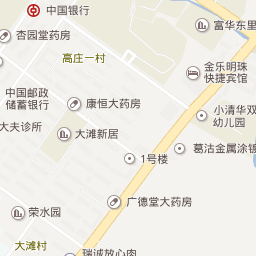 中国银行
富华东里
杏园堂药房
高庄一村
金乐明珠
快捷宾馆
中国邮政
储蓄银行
康恒大药房
小清华双
幼儿园
大夫诊所
大滩新居
葛沽金属涂镀
1号楼
广德堂大药房
荣水园
大滩村
瑞诚放心肉